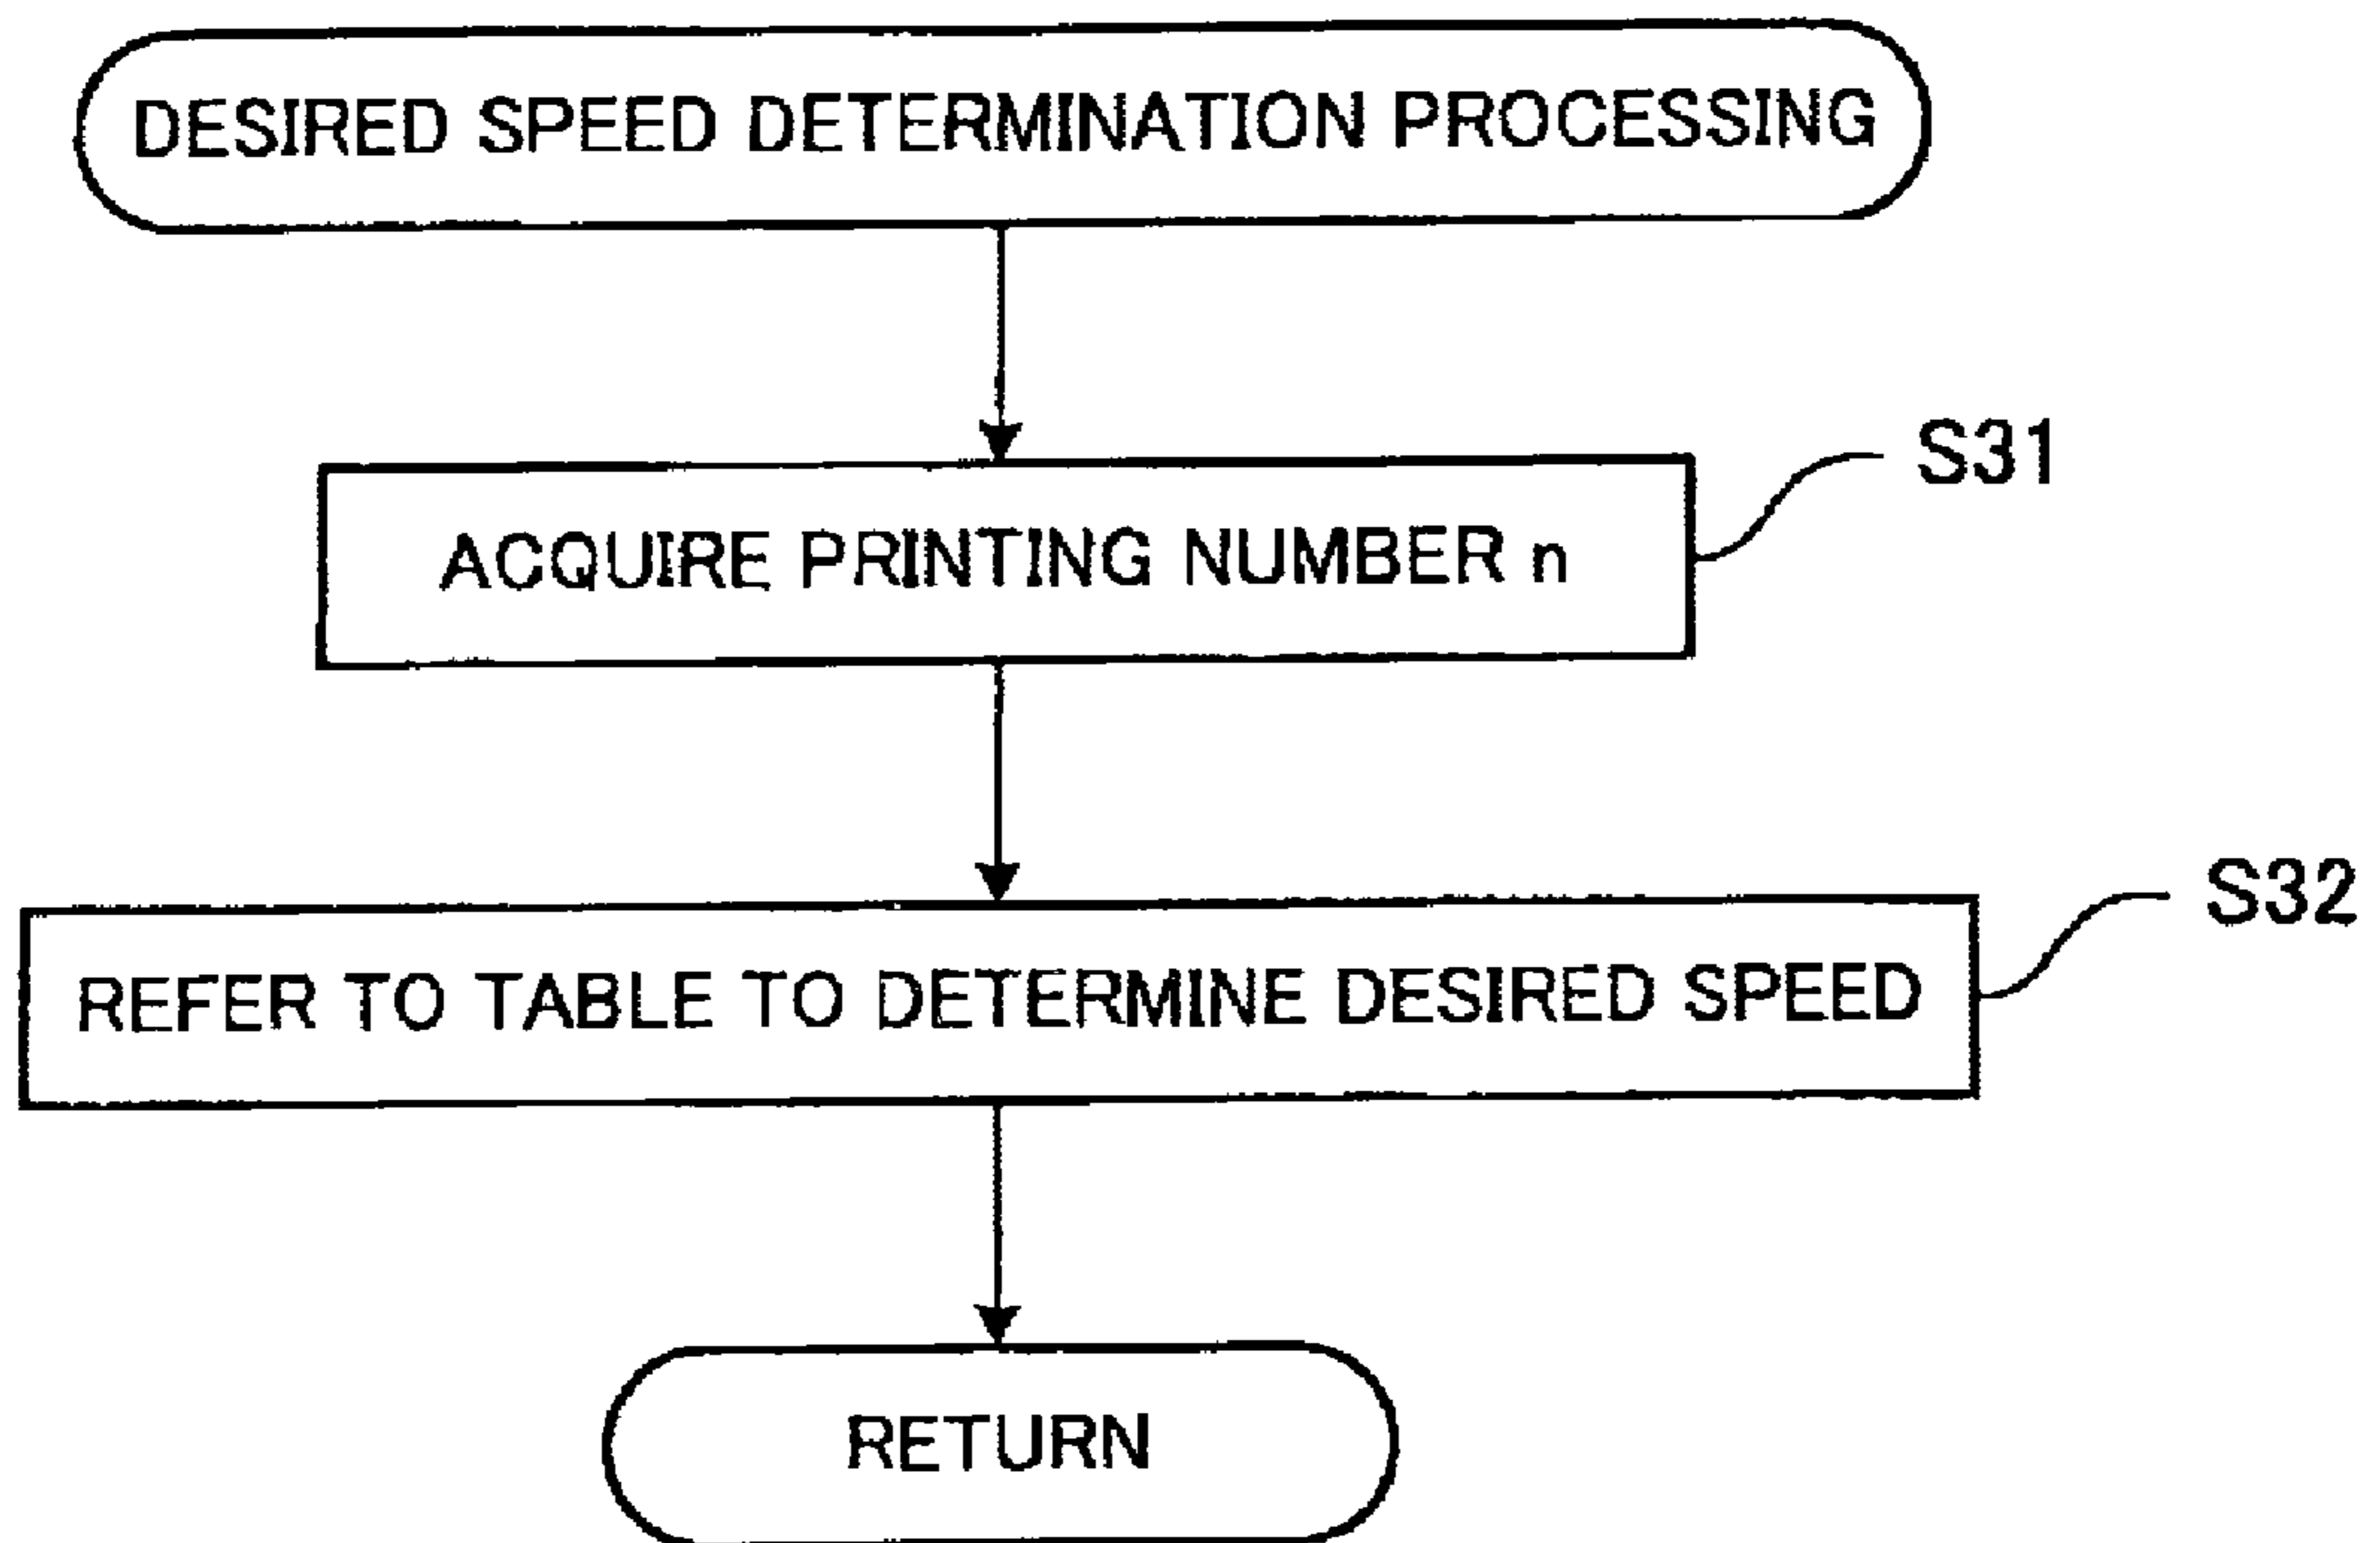 DESIRED SPEED DETERMINATION PROCESSING
ACQUIRE PRINTING NUMBER n
S31
REFER TO TABLE TO DETERMINE DESIRED SPEED
S32
RETURN